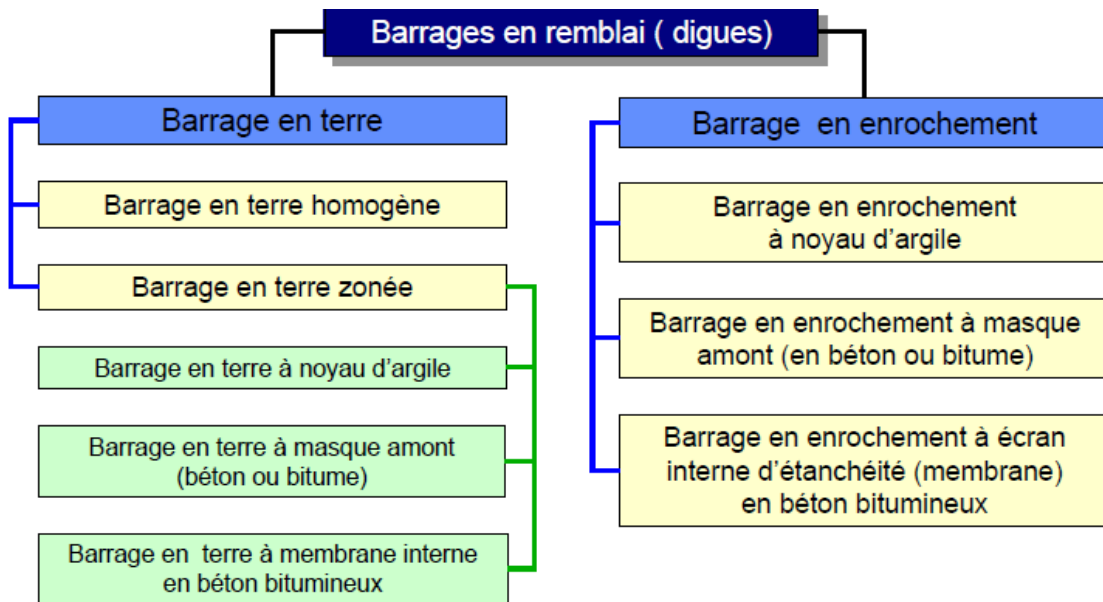 Barrages en remblai ( digues)
Barrage en terre
Barrage en terre homogène
Barrage en terre zonée
Barrage en terre à noyau d'argile
Barrage en terre à masque amont
(béton ou bitume)
Barrage en terre à membrane interne
en béton bitumineux
Barrage en enrochement
Barrage en enrochement
à noyau d'argile
Barrage en enrochement à masque
amont (en béton ou bitume)
Barrage en enrochement à écran
interne d'étanchéité (membrane)
en béton bitumineux